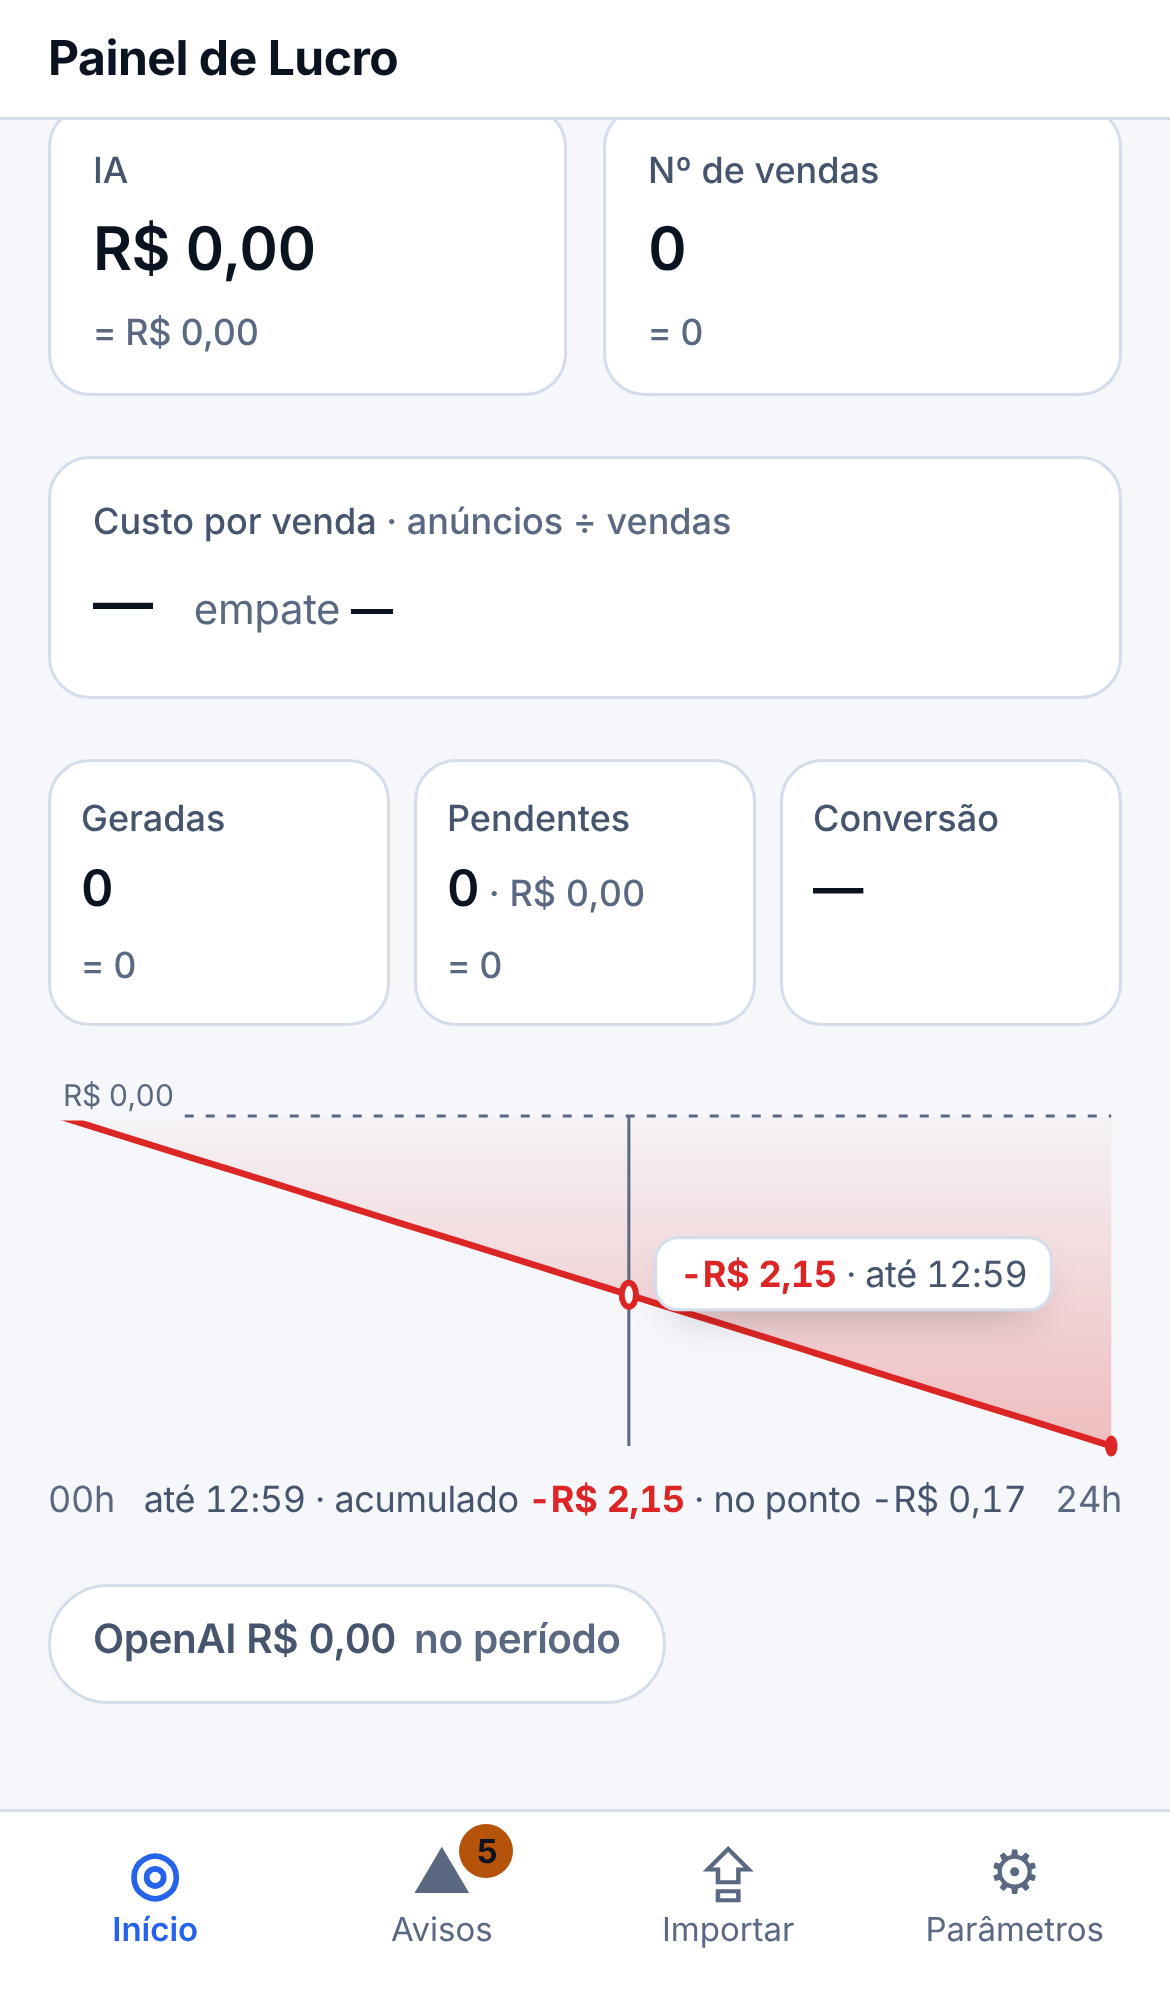 Painel de Lucro
IA
R$ 0,00
= R$ 0,00
Nº de vendas
0
= 0
Custo por venda · anúncios ÷ vendas
— empate —
Geradas
0
= 0
Pendentes
0 · R$ 0,00
= 0
Conversão
—
R$ 0,00
-R$ 2,15 · até 12:59
00h até 12:59 · acumulado -R$ 2,15 · no ponto -R$ 0,17 24h
OpenAI R$ 0,00 no período
5
Início Avisos Importar Parâmetros